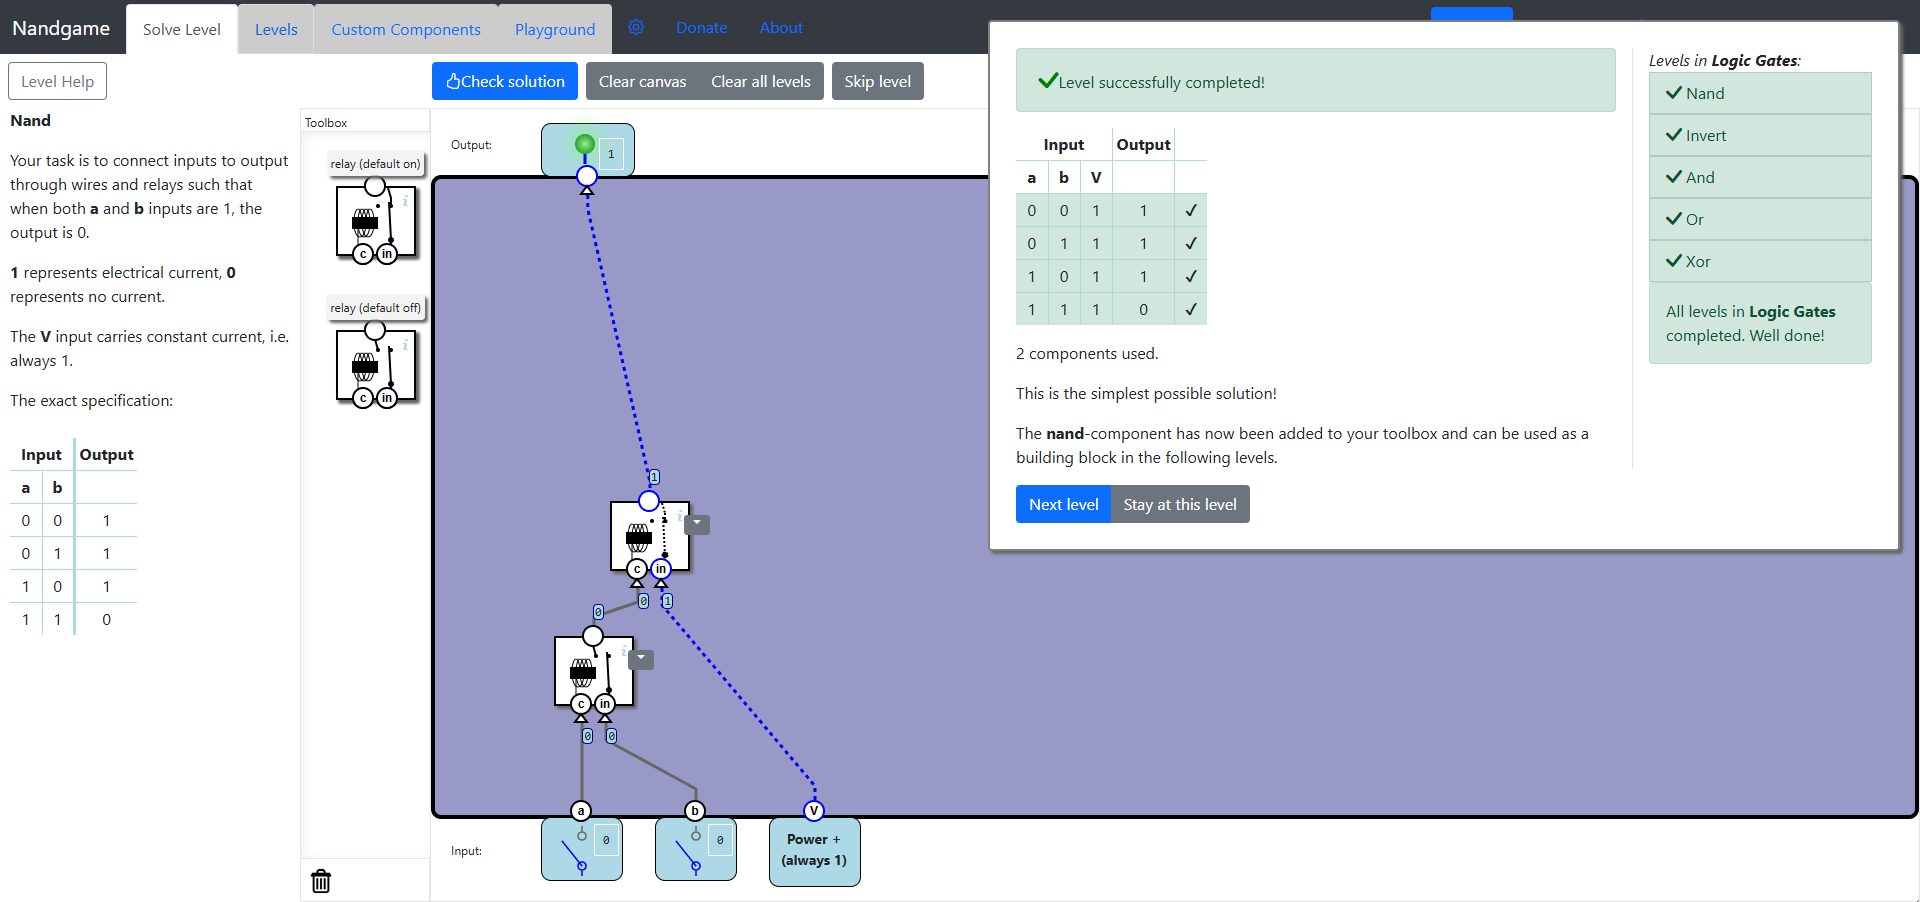 Nandgame
Solve Level
Levels
Custom Components
Playground
Donate
About
Level Help
Check solution
Clear canvas
Clear all levels
Skip level
Nand
Your task is to connect inputs to output
through wires and relays such that
when both a and b inputs are 1, the
output is 0.
1 represents electrical current, 0
represents no current.
The V input carries constant current, i.e.
always 1.
The exact specification:
Input Output
a b
0 0 1
0 1 1
1 0 1
1 1 0
Toolbox
relay (default on)
i
c in
relay (default off)
i
c in
Output:
1
1
i
c in
0 0 1
i
c in
0 0
a b V
Input:
0
0
Power +
(always 1)
Level successfully completed!
Input Output
a b V
0 0 1 1 ✓
0 1 1 1 ✓
1 0 1 1 ✓
1 1 1 0 ✓
2 components used.
This is the simplest possible solution!
The nand-component has now been added to your toolbox and can be used as a
building block in the following levels.
Next level
Stay at this level
Levels in Logic Gates:
Nand
Invert
And
Or
Xor
All levels in Logic Gates
completed. Well done!